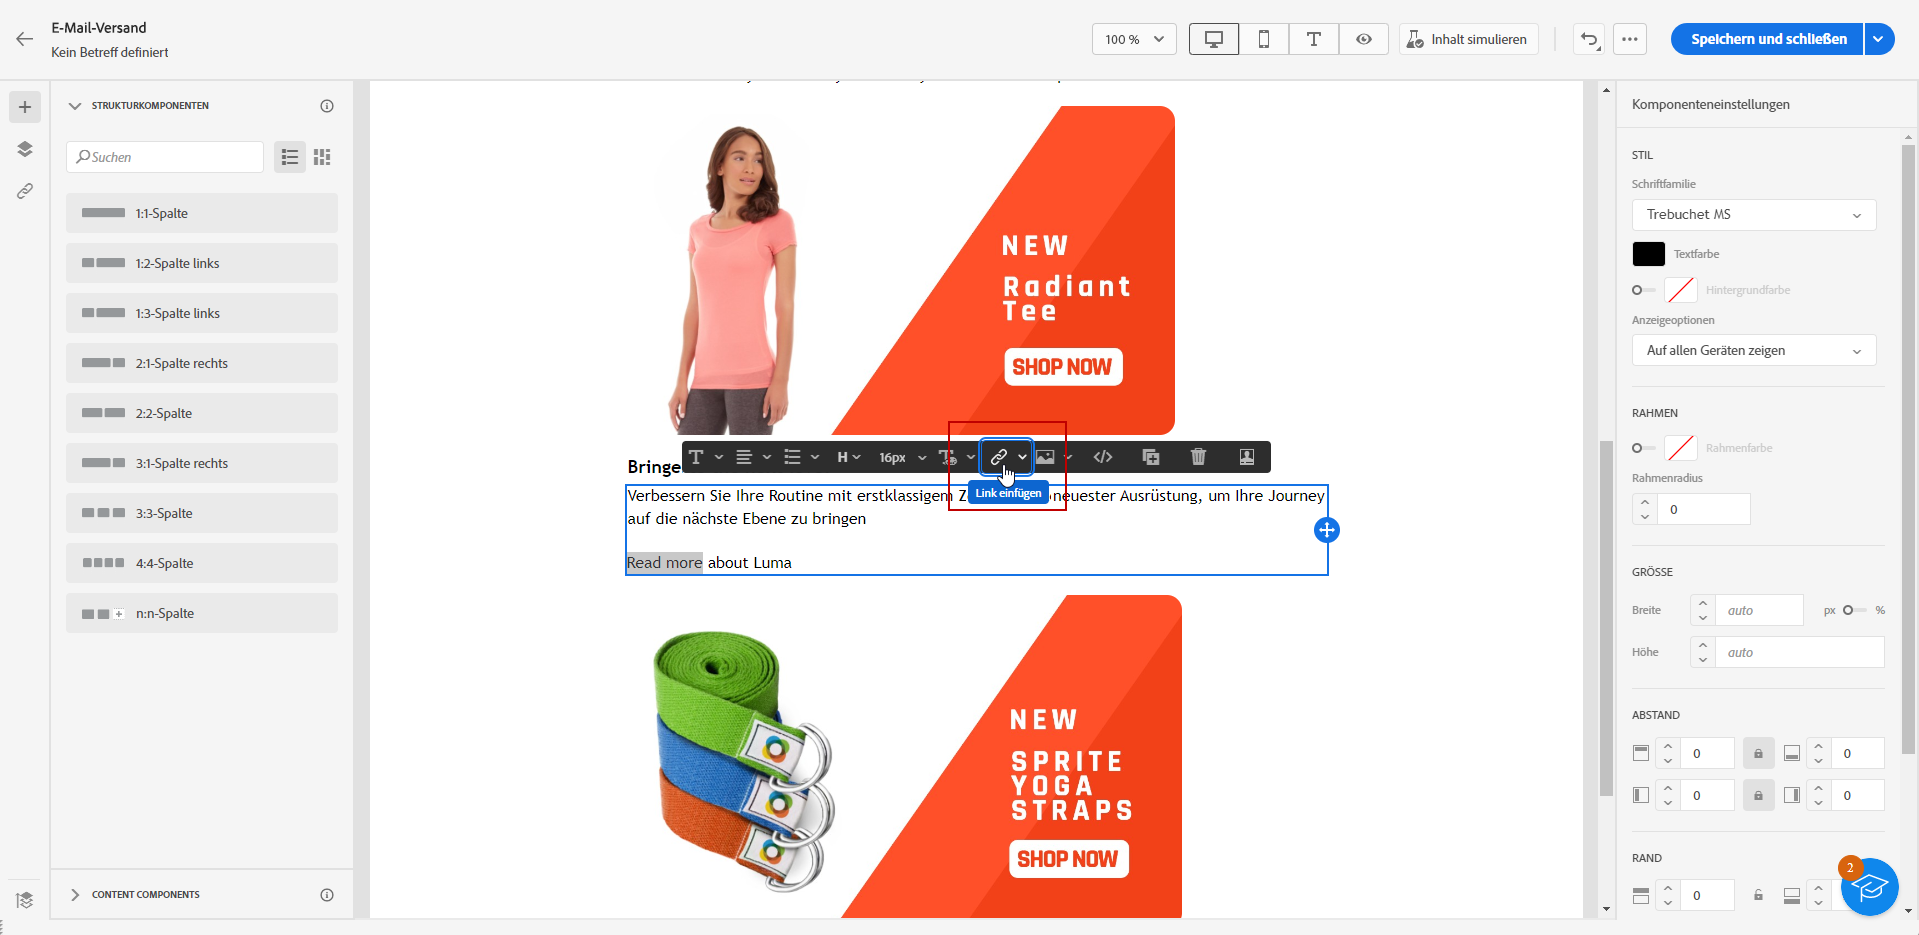 E-Mail-Versand
Kein Betreff definiert
100 %
Inhalt simulieren
Speichern und schließen
STRUKTURKOMPONENTEN
Suchen
1:1-Spalte
1:2-Spalte links
1:3-Spalte links
2:1-Spalte rechts
2:2-Spalte
3:1-Spalte rechts
3:3-Spalte
4:4-Spalte
n:n-Spalte
CONTENT COMPONENTS
NEW
Radiant
Tee
SHOP NOW
H
16px
Bringe
Link einfügen
Verbessern Sie Ihre Routine mit erstklassigem neuester Ausrüstung, um Ihre Journey
auf die nächste Ebene zu bringen
Read more about Luma
NEW
SPRITE
YOGA
STRAPS
SHOP NOW
Komponenteneinstellungen
STIL
Schriftfamilie
Trebuchet MS
Textfarbe
Hintergrundfarbe
Anzeigeoptionen
Auf allen Geräten zeigen
RAHMEN
Rahmenfarbe
Rahmenradius
0
GRÖSSE
Breite auto px %
Höhe auto
ABSTAND
0 0
0 0
RAND
0
2